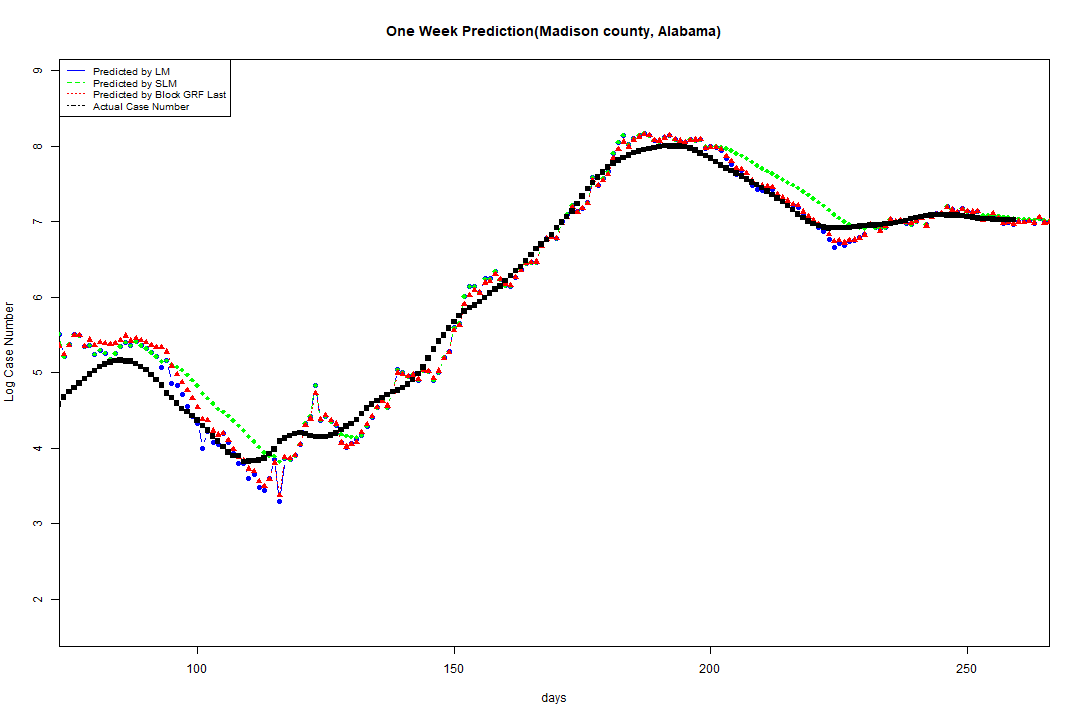 One Week Prediction(Madison county, Alabama)
Predicted by LM
Predicted by SLM
Predicted by Block GRF Last
Actual Case Number
9
8
7
6
5
4
3
2
Log Case Number
100 150 200 250
days